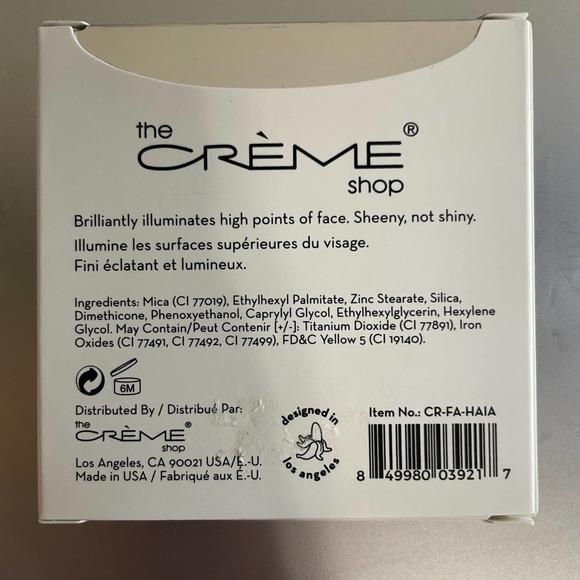 the
CRÈME®
shop
Brilliantly illuminates high points of face. Sheeny, not shiny.
Illumine les surfaces supérieures du visage.
Fini éclatant et lumineux.
Ingredients: Mica (CI 77019), Ethylhexyl Palmitate, Zinc Stearate, Silica,
Dimethicone, Phenoxyethanol, Caprylyl Glycol, Ethylhexylglycerin, Hexylene
Glycol. May Contain/Peut Contenir [+/-]: Titanium Dioxide (CI 77891), Iron
Oxides (CI 77491, CI 77492, CI 77499), FD&C Yellow 5 (CI 19140).
6M
Distributed By / Distribué Par:
the
CRÈME®
shop
Los Angeles, CA 90021 USA/É.-U.
Made in USA / Fabriqué aux É.-U.
designed in
los angeles
Item No.: CR-FA-HAIA
8 49980 03921 7